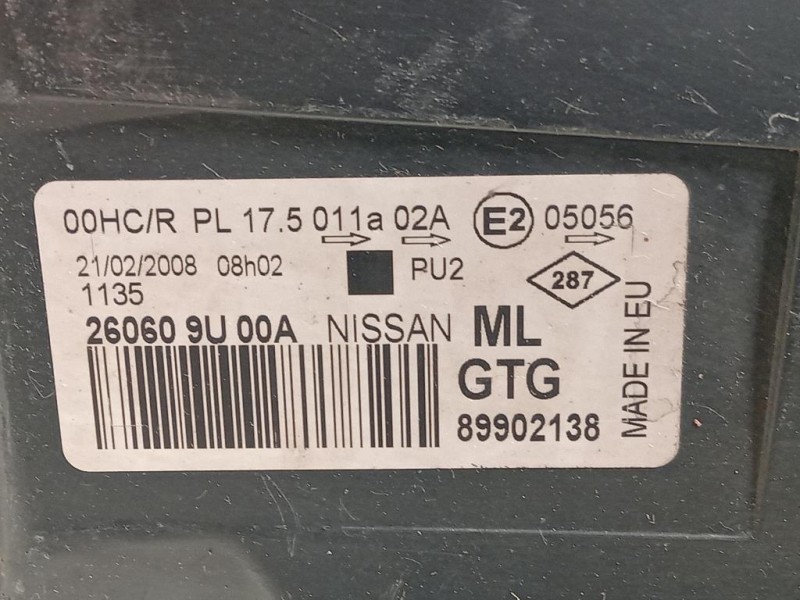 00HC/R PL 17.5 011a 02A E2 05056
21/02/2008 08h02 PU2 287
1135
26060 9U 00A NISSAN ML
GTG
89902138
MADE IN EU